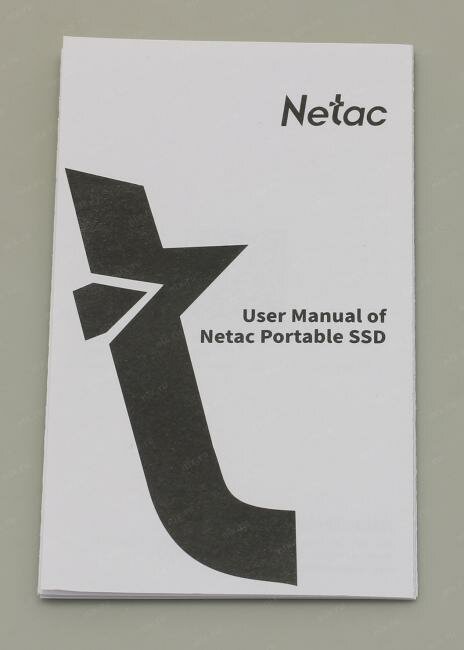 Netac
User Manual of
Netac Portable SSD